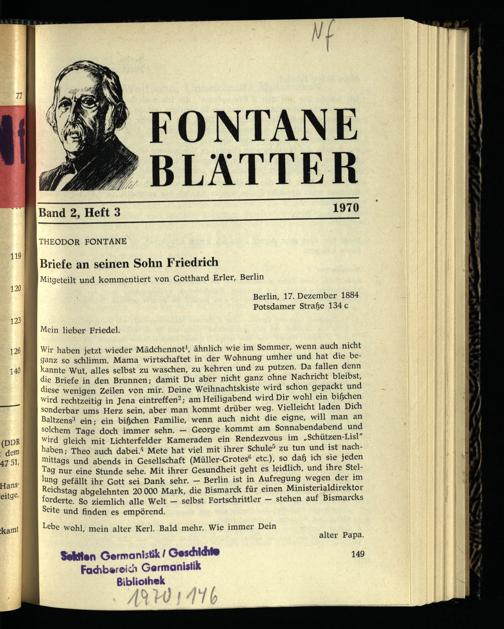 Nf
77
Nf
FONTANE
BLÄTTER
Band 2, Heft 3 1970
THEODOR FONTANE
Briefe an seinen Sohn Friedrich
Mitgeteilt und kommentiert von Gotthard Erler, Berlin
Berlin, 17. Dezember 1884
Potsdamer Straße 134 c
Mein lieber Friedel.
Wir haben jetzt wieder Mädchennot¹, ähnlich wie im Sommer, wenn auch nicht
ganz so schlimm. Mama wirtschaftet in der Wohnung umher und hat die be-
kannte Wut, alles selbst zu waschen, zu kehren und zu putzen. Da fallen denn
die Briefe in den Brunnen; damit Du aber nicht ganz ohne Nachricht bleibst,
diese wenigen Zeilen von mir. Deine Weihnachtskiste wird schon gepackt und
wird rechtzeitig in Jena eintreffen²; am Heiligabend wird Dir wohl ein bißchen
sonderbar ums Herz sein, aber man kommt drüber weg. Vielleicht laden Dich
Baltzens³ ein; ein bißchen Familie, wenn auch nicht die eigne, will man an
solchem Tage doch immer sehn. — George kommt am Sonnabendabend und
wird gleich mit Lichterfelder Kameraden ein Rendezvous im „Schützen-Lisl"
haben; Theo auch dabei.⁴ Mete hat viel mit ihrer Schule⁵ zu tun und ist nach-
mittags und abends in Gesellschaft (Müller-Grotes⁶ etc.), so daß ich sie jeden
Tag nur eine Stunde sehe. Mit ihrer Gesundheit geht es leidlich, und ihre Stel-
lung gefällt ihr Gott sei Dank sehr. — Berlin ist in Aufregung wegen der im
Reichstag abgelehnten 20 000 Mark, die Bismarck für einen Ministerialdirektor
forderte. So ziemlich alle Welt — selbst Fortschrittler — stehen auf Bismarcks
Seite und finden es empörend.
Lebe wohl, mein alter Kerl. Bald mehr. Wie immer Dein
alter Papa.
149
Sektion Germanistik / Geschichte
Fachbereich Germanistik
Bibliothek
1970, 146
119
120
123
126
140
(DDR
dem
47 51,
Hans-